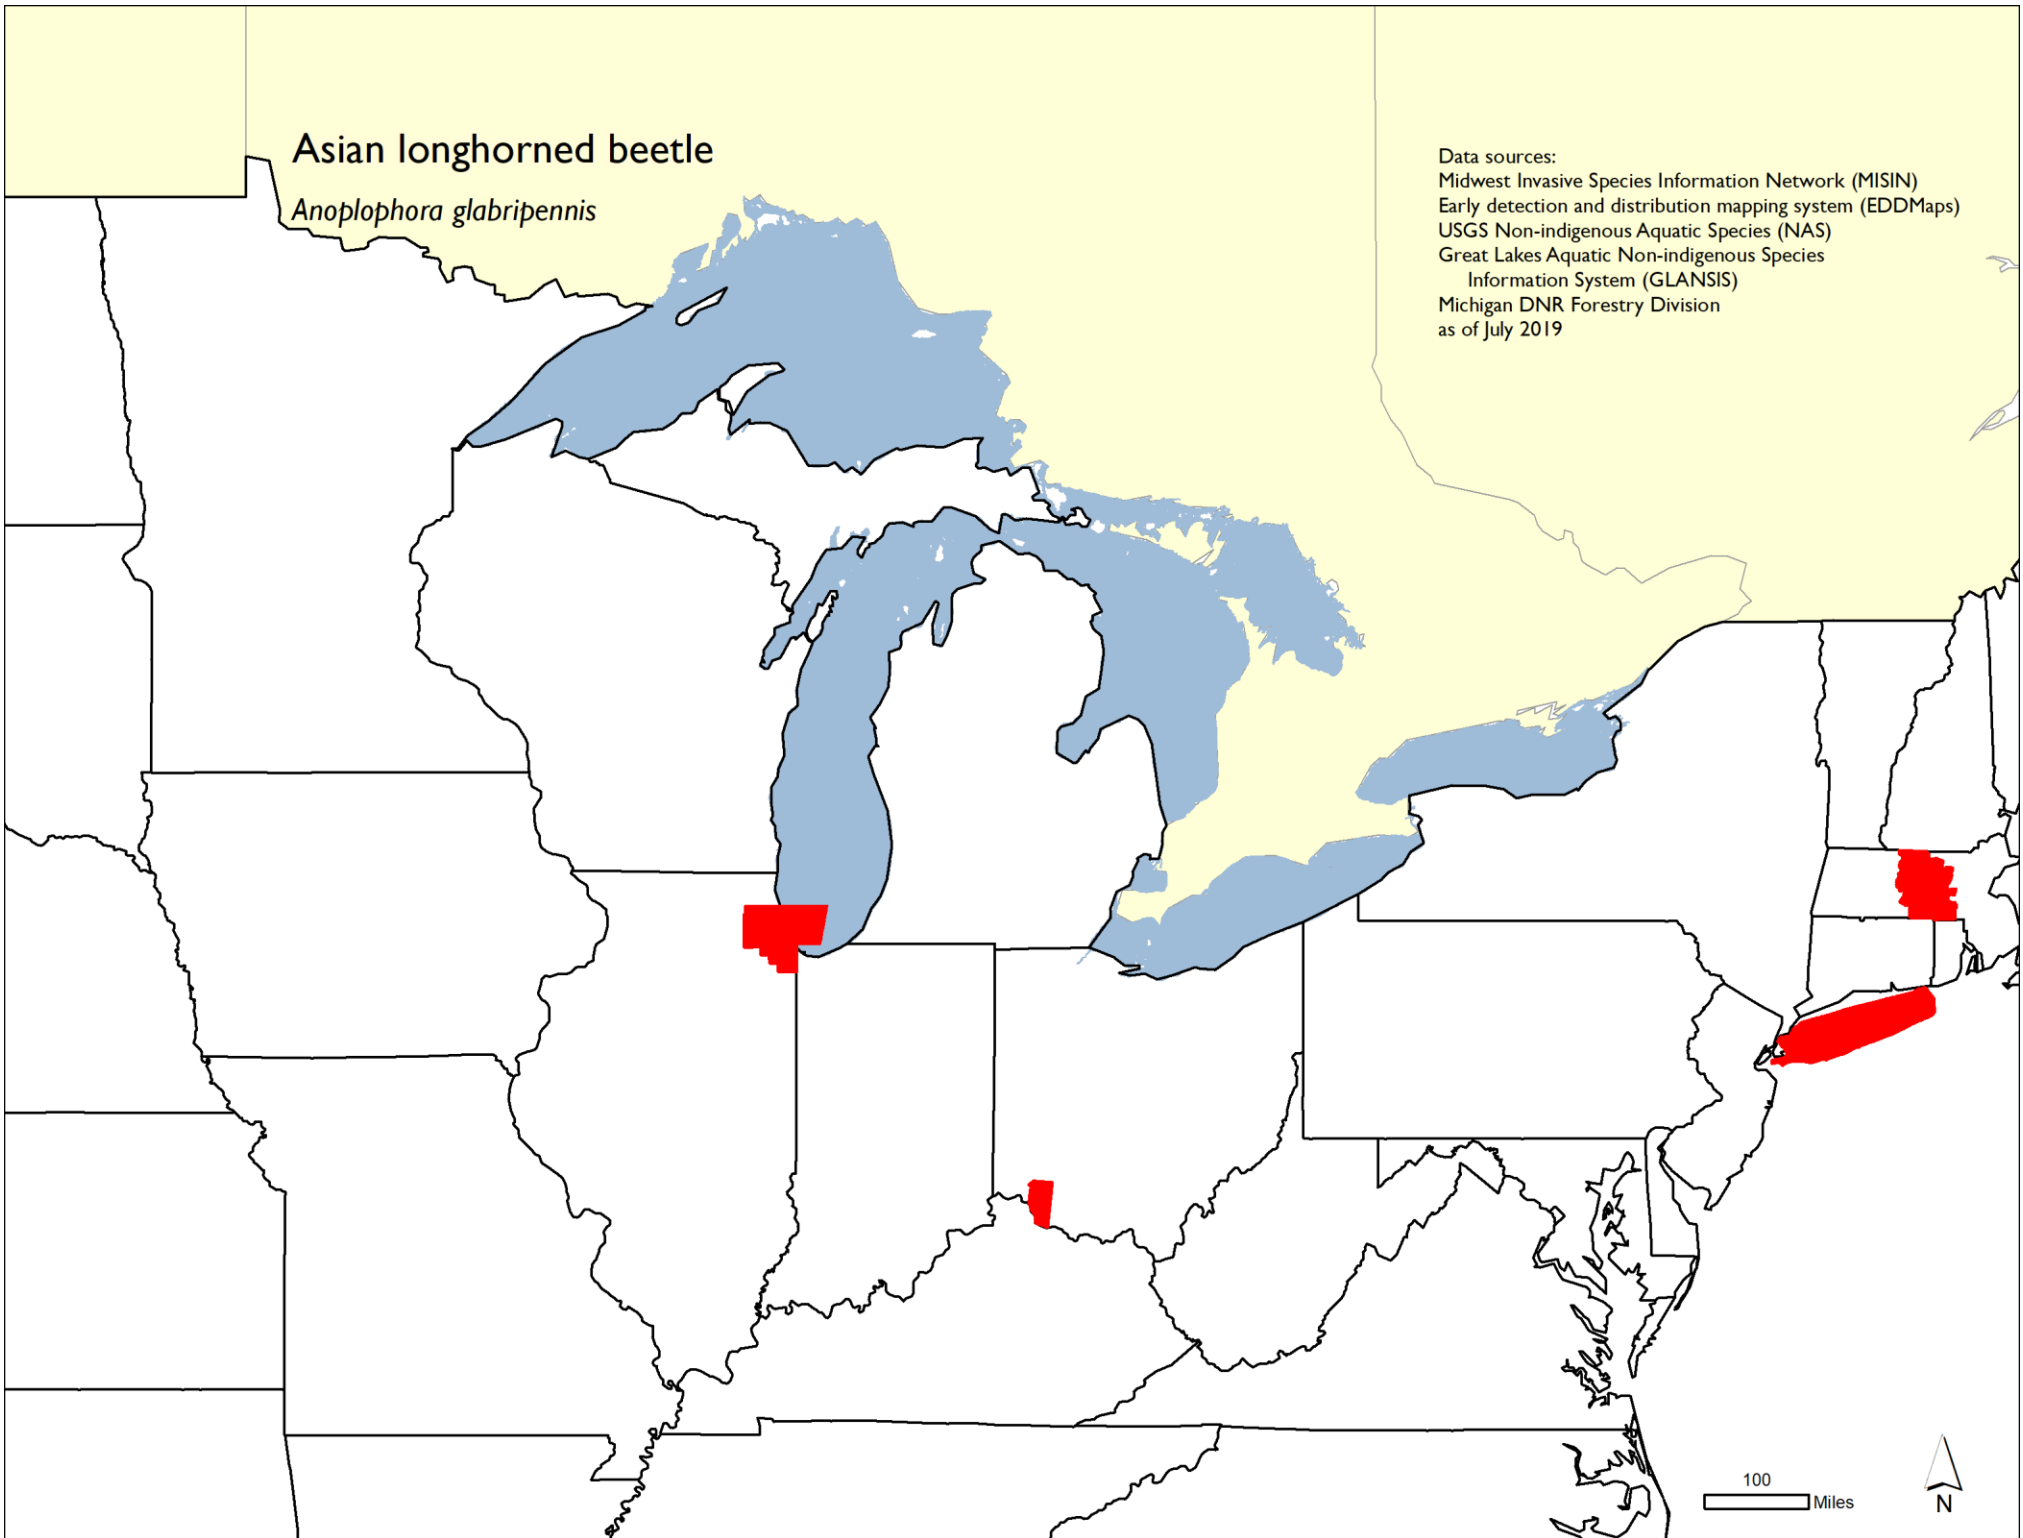 Asian longhorned beetle
Anoplophora glabripennis
Data sources:
Midwest Invasive Species Information Network (MISIN)
Early detection and distribution mapping system (EDDMaps)
USGS Non-indigenous Aquatic Species (NAS)
Great Lakes Aquatic Non-indigenous Species
Information System (GLANSIS)
Michigan DNR Forestry Division
as of July 2019
100
Miles
N